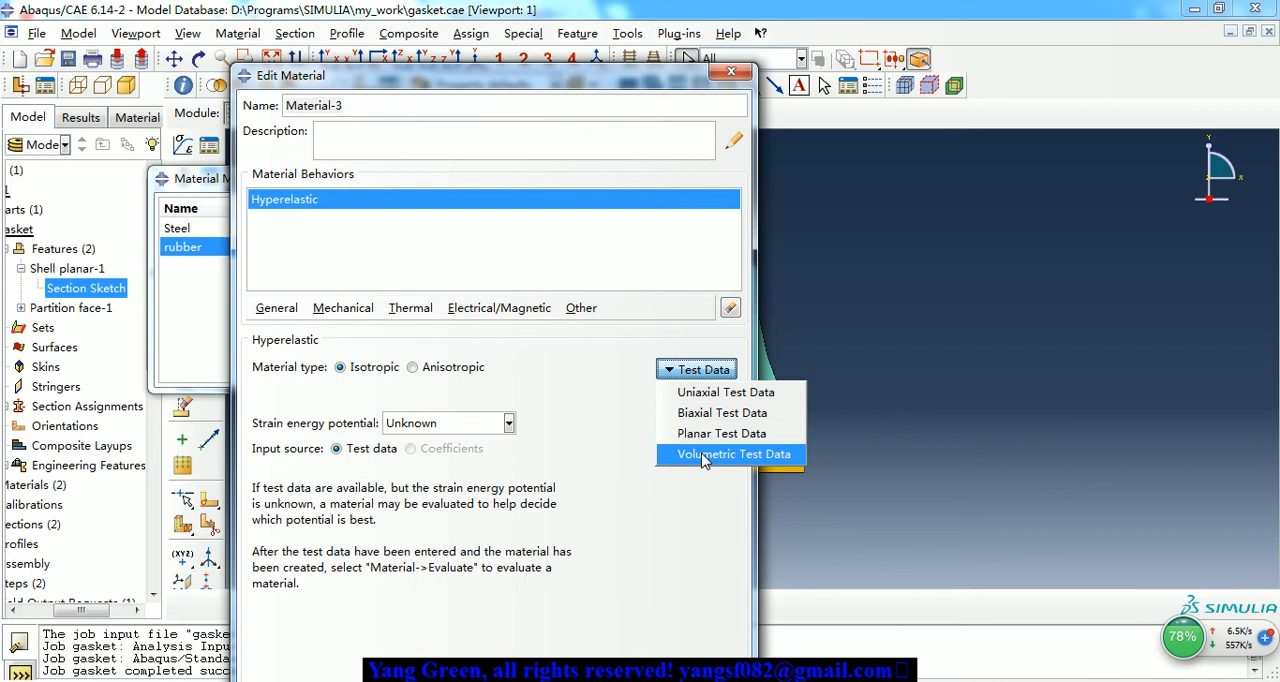 Abaqus/CAE 6.14-2 - Model Database: D:\Programs\SIMULIA\my_work\gasket.cae [Viewport: 1]
File Model Viewport View Material Section Profile Composite Assign Special Feature Tools Plug-ins Help
1 2 3 4 All
Edit Material
Model Results Material Module:
Name: Material-3
Description:
Mode
Material M
Name
Steel
rubber
(1)
arts (1)
asket
Features (2)
Shell planar-1
Section Sketch
Partition face-1
Sets
Surfaces
Skins
Stringers
Section Assignments
Orientations
Composite Layups
Engineering Features
Materials (2)
ections (2)
rofiles
ssembly
teps (2)
Material Behaviors
Hyperelastic
General Mechanical Thermal Electrical/Magnetic Other
Hyperelastic
Material type: Isotropic Anisotropic
Test Data
Uniaxial Test Data
Biaxial Test Data
Planar Test Data
Volumetric Test Data
Strain energy potential: Unknown
Input source: Test data Coefficients
If test data are available, but the strain energy potential
is unknown, a material may be evaluated to help decide
which potential is best.
After the test data have been entered and the material has
been created, select "Material->Evaluate" to evaluate a
material.
(XYZ)
Y
X
A
SIMULIA
78% 6.5K/s
557K/s
The job input file "gaske
Job gasket: Analysis Inpu
Job gasket: Abaqus/Standa
Job gasket completed succ
>>>
Yang Green, all rights reserved! yangsf082@gmail.com